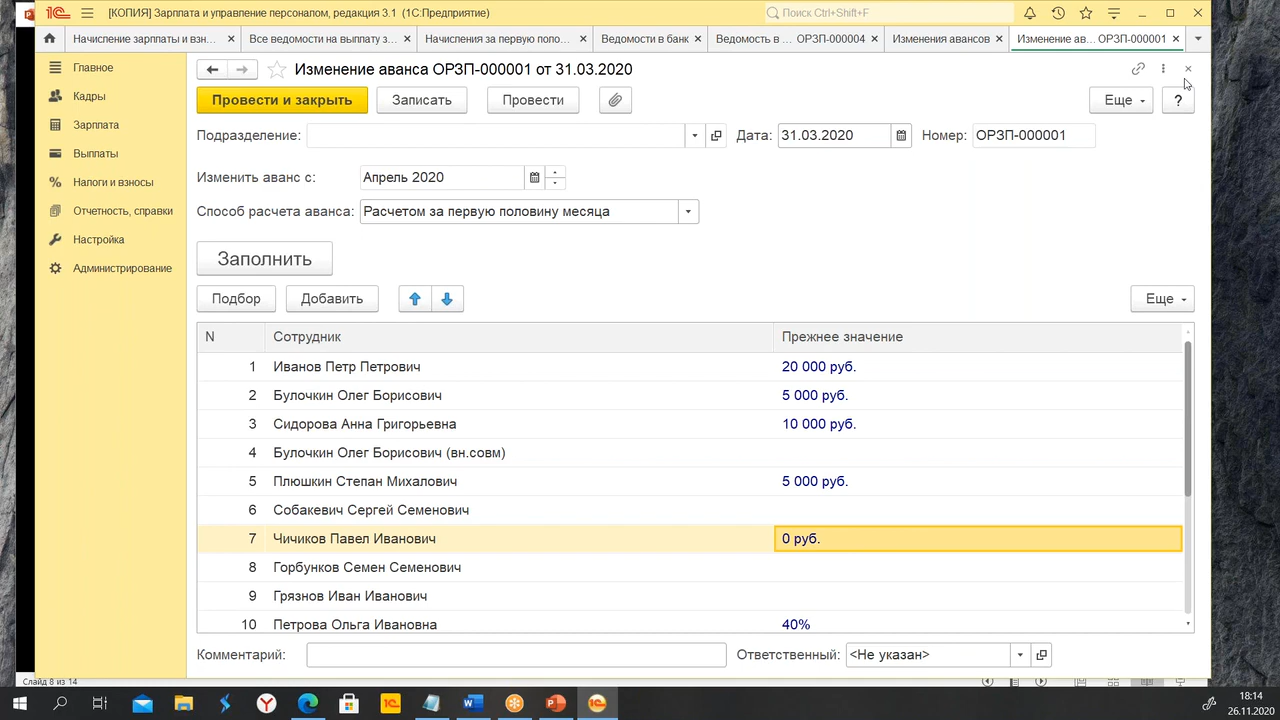 [КОПИЯ] Зарплата и управление персоналом, редакция 3.1 (1С:Предприятие)
Поиск Ctrl+Shift+F
Начисление зарплаты и взн...
Все ведомости на выплату з...
Начисления за первую поло...
Ведомости в банк
Ведомость в ... ОРЗП-000004
Изменения авансов
Изменение ав... ОРЗП-000001
Главное
Кадры
Зарплата
Выплаты
Налоги и взносы
Отчетность, справки
Настройка
Администрирование
Изменение аванса ОРЗП-000001 от 31.03.2020
Провести и закрыть
Записать
Провести
Еще
?
Подразделение:
Дата: 31.03.2020
Номер: ОРЗП-000001
Изменить аванс с: Апрель 2020
Способ расчета аванса: Расчетом за первую половину месяца
Заполнить
Подбор
Добавить
Еще
N Сотрудник Прежнее значение
1 Иванов Петр Петрович 20 000 руб.
2 Булочкин Олег Борисович 5 000 руб.
3 Сидорова Анна Григорьевна 10 000 руб.
4 Булочкин Олег Борисович (вн.совм)
5 Плюшкин Степан Михалович 5 000 руб.
6 Собакевич Сергей Семенович
7 Чичиков Павел Иванович 0 руб.
8 Горбунков Семен Семенович
9 Грязнов Иван Иванович
10 Петрова Ольга Ивановна 40%
Комментарий:
Ответственный: <Не указан>
Слайд 8 из 14
18:14
26.11.2020